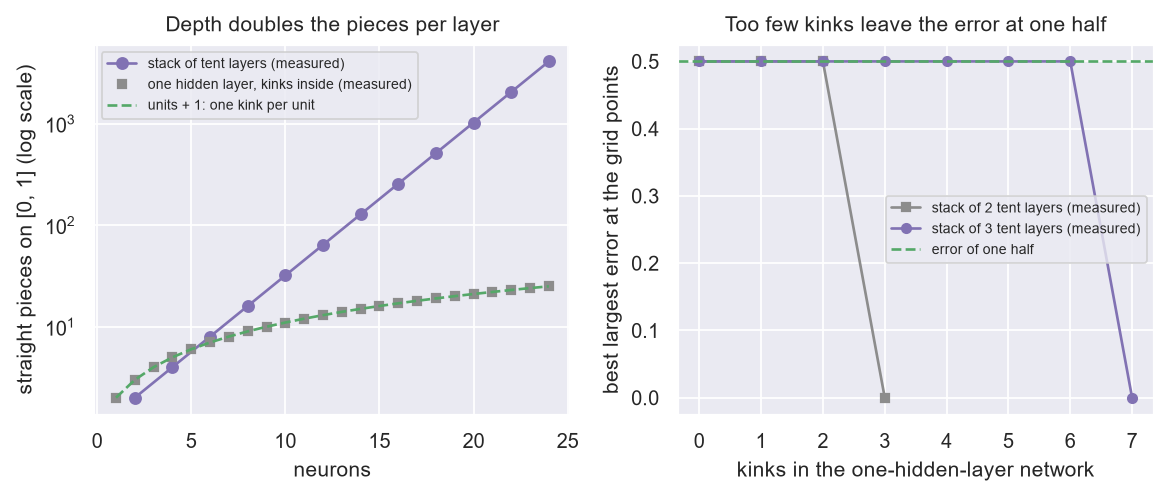 Depth doubles the pieces per layer
straight pieces on [0, 1] (log scale)
10³
10²
10¹
stack of tent layers (measured)
one hidden layer, kinks inside (measured)
units + 1: one kink per unit
0 5 10 15 20 25
neurons
Too few kinks leave the error at one half
best largest error at the grid points
0.5
0.4
0.3
0.2
0.1
0.0
stack of 2 tent layers (measured)
stack of 3 tent layers (measured)
error of one half
0 1 2 3 4 5 6 7
kinks in the one-hidden-layer network